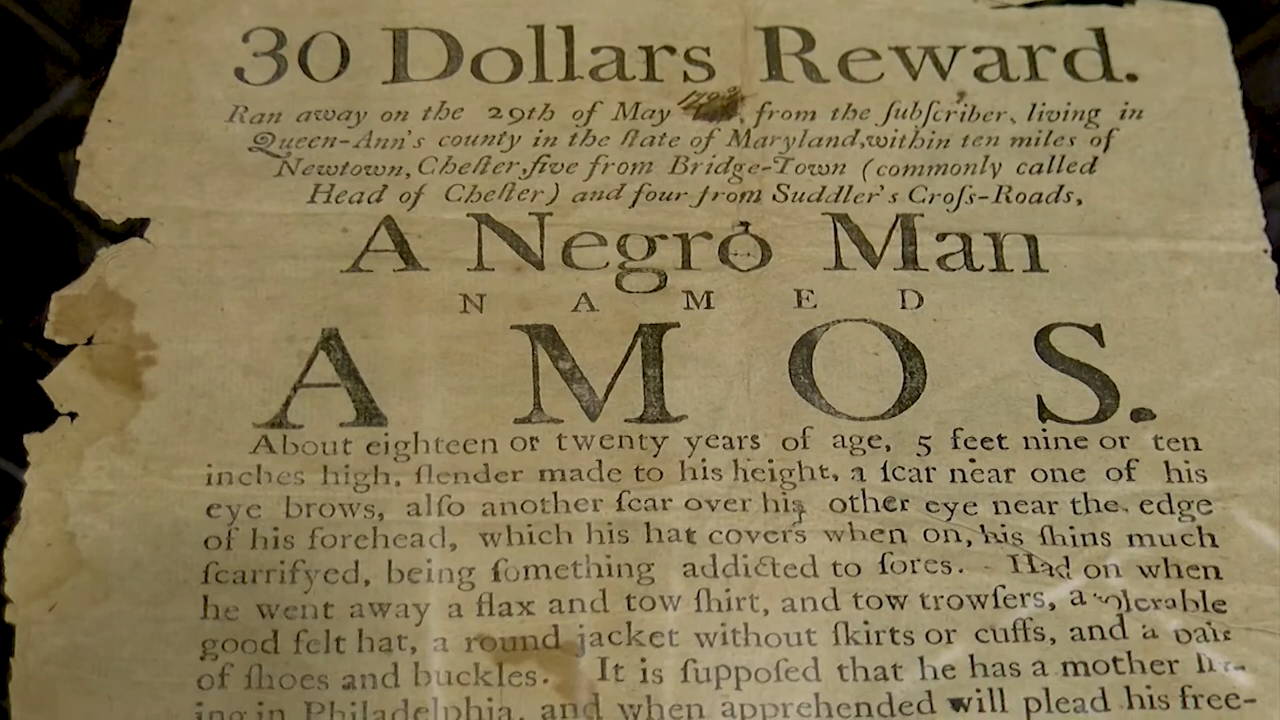 30 Dollars Reward.
Ran away on the 29th of May from the ſubſcriber, living in
Queen-Ann's county in the ſtate of Maryland, within ten miles of
Newtown, Cheſter, five from Bridge-Town (commonly called
Head of Cheſter) and four from Suddler's Croſs-Roads,
A Negro Man
NAMED
AMOS.
About eighteen or twenty years of age, 5 feet nine or ten
inches high, ſlender made to his height, a ſcar near one of his
eye brows, alſo another ſcar over his other eye near the edge
of his forehead, which his hat covers when on, his ſhins much
ſcarrifyed, being ſomething addicted to ſores. - Had on when
he went away a flax and tow ſhirt, and tow trowſers, a
good felt hat, a round jacket without ſkirts or cuffs, and a pair
of ſhoes and buckles. It is ſuppoſed that he has a mother
ing in Philadelphia, and when apprehended will plead his free-